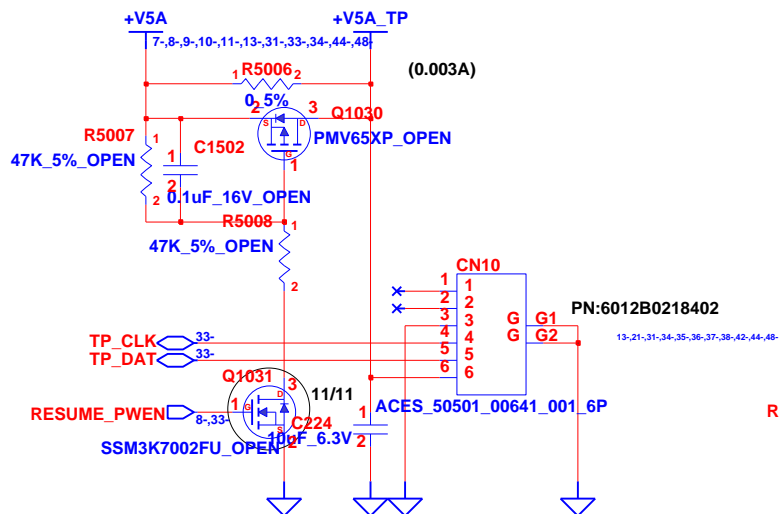 +V5A
+V5A_TP
7-,8-,9-,10-,11-,13-,31-,33-,34-,44-,48-
R5006
1
2
(0.003A)
0_5%
2
3
Q1030
S
D
G
PMV65XP_OPEN
R5007
1
C1502
1
1
47K_5%_OPEN
2
2
0.1uF_16V_OPEN
R5008
1
47K_5%_OPEN
2
CN10
1
1
2
2
PN:6012B0218402
3
3
G
G1
TP_CLK
33-
4
4
G
G2
13-,21-,31-,34-,35-,36-,37-,38-,42-,44-,48-
TP_DAT
33-
5
5
6
6
Q1031
3
11/11
ACES_50501_00641_001_6P
D
RESUME_PWEN
8-,33-
1
G
C224
1
R
S
2
10uF_6.3V
2
SSM3K7002FU_OPEN